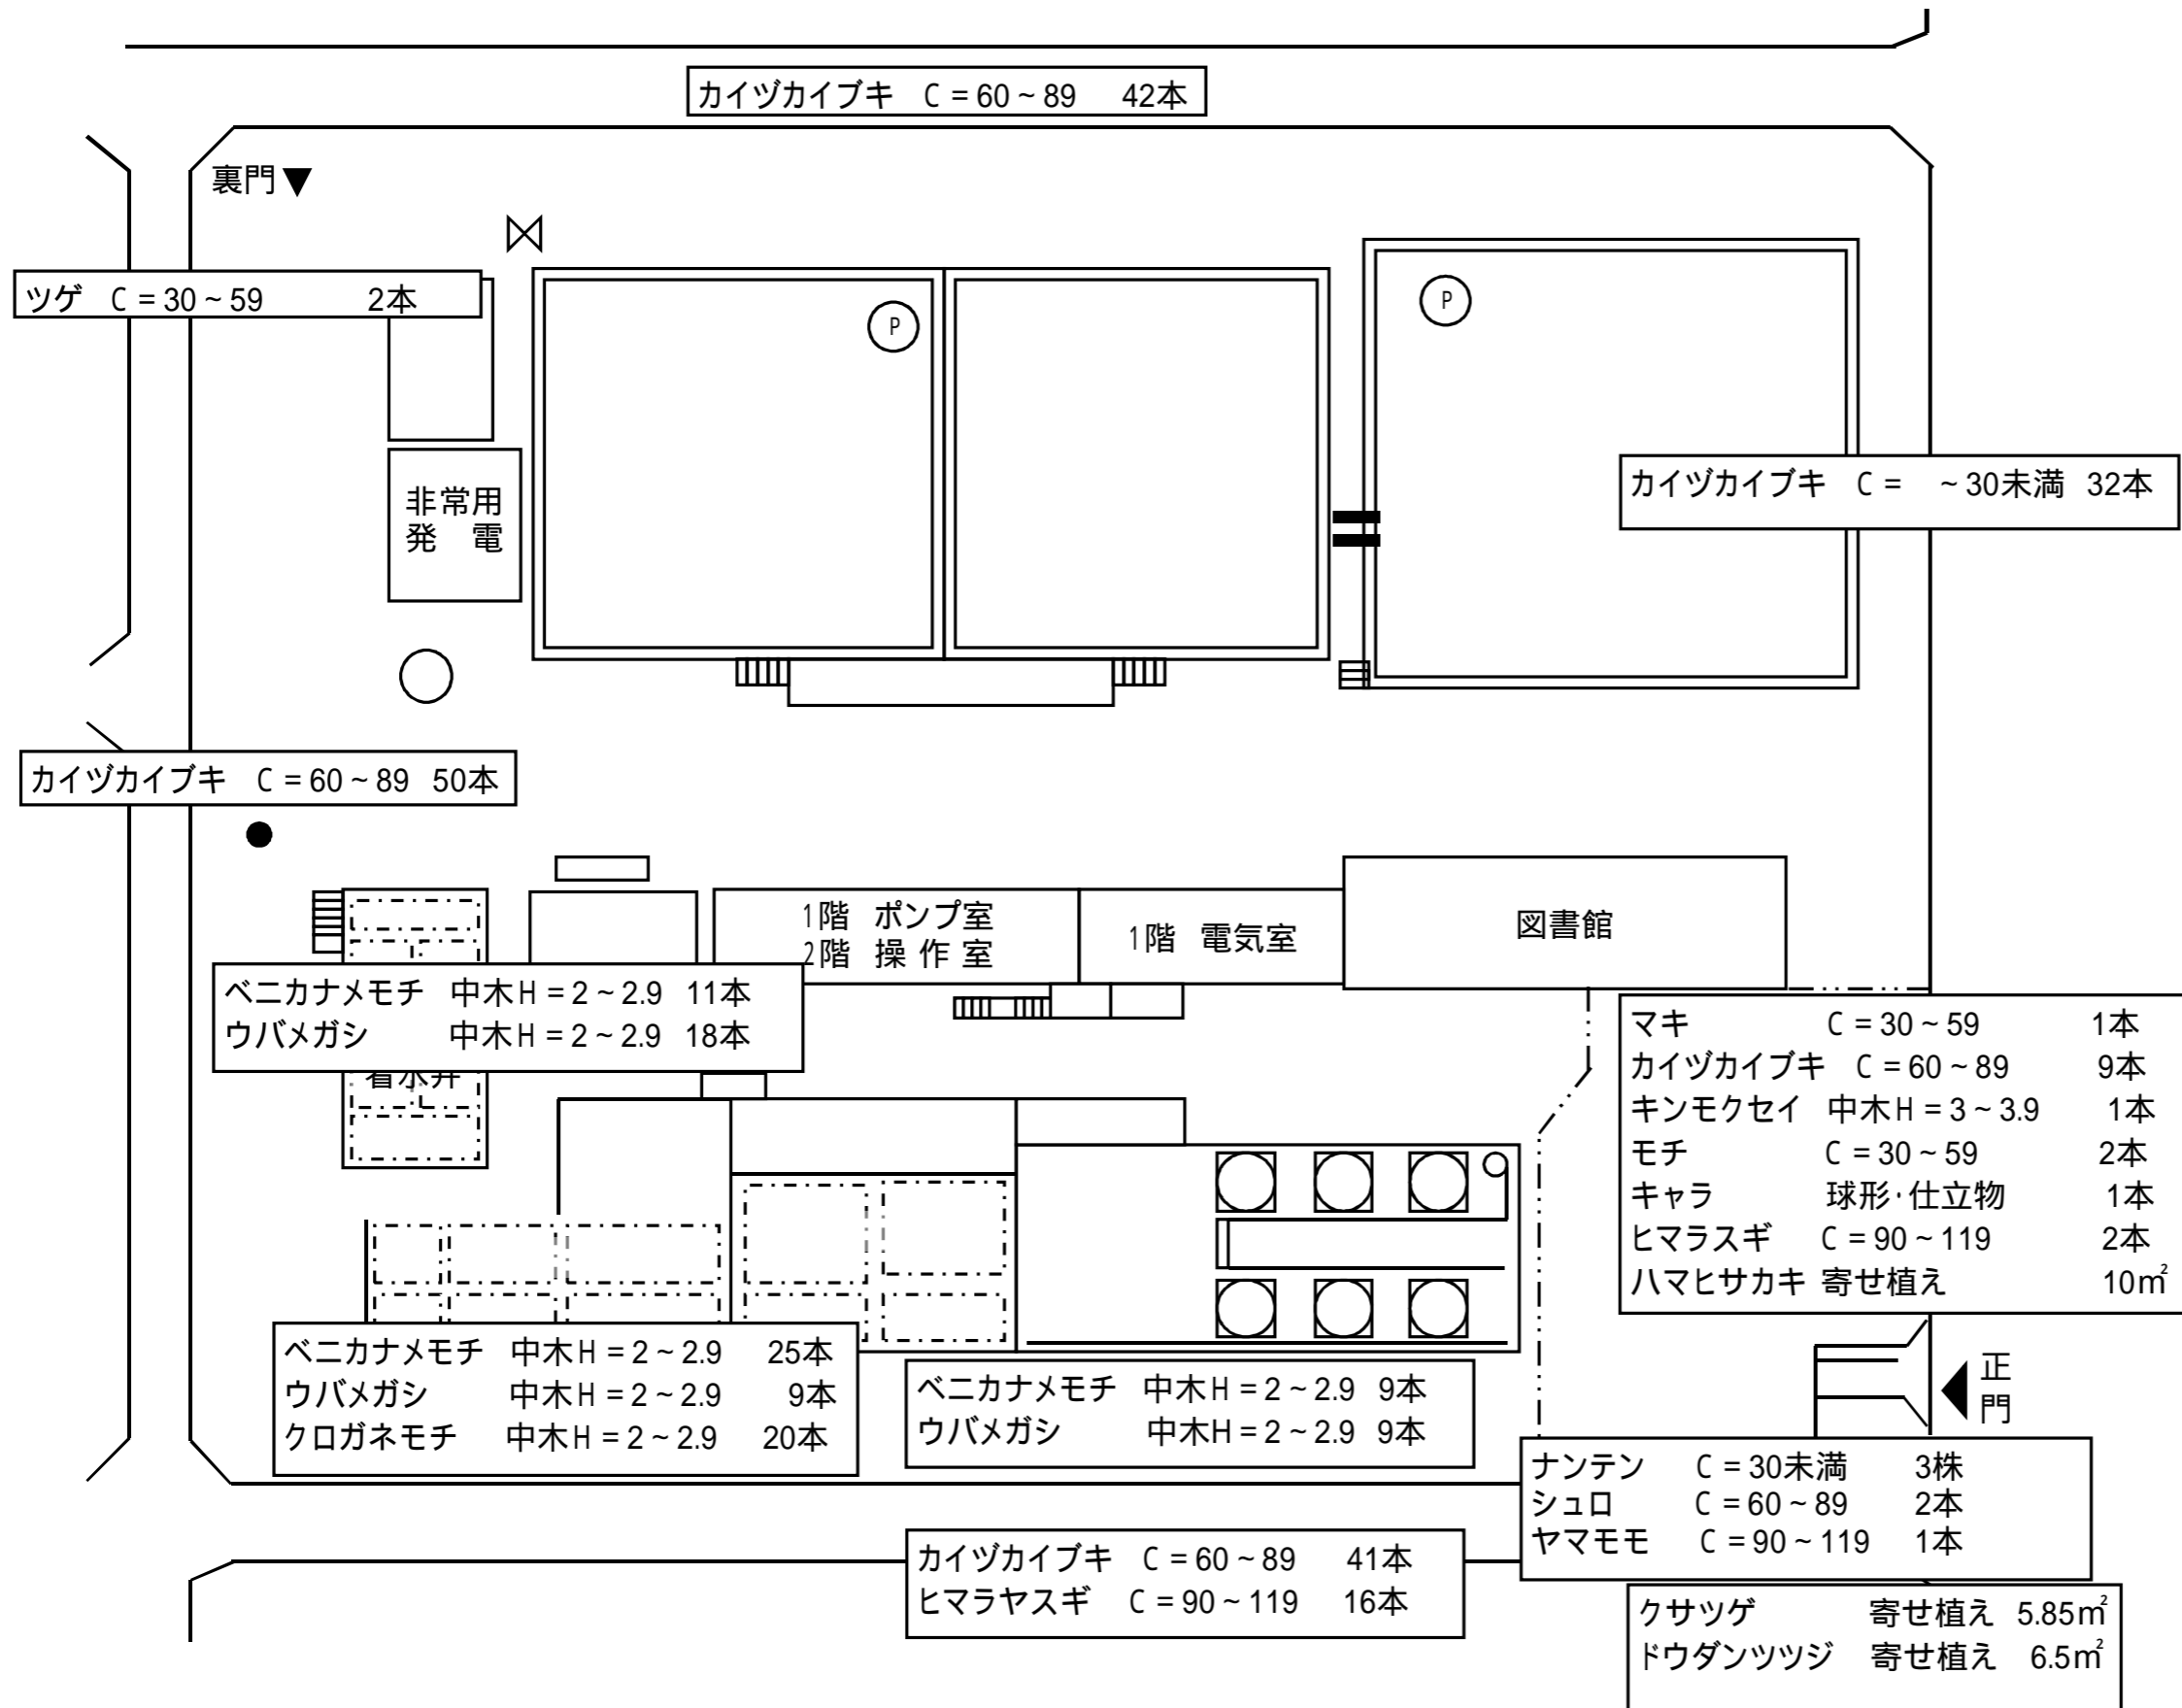 カイヅカイブキ C = 60 ~ 89 42本
裏門▼
ツゲ C = 30 ~ 59 2本
P
P
カイヅカイブキ C = ~ 30未満 32本
非常用
発 電
カイヅカイブキ C = 60 ~ 89 50本
1階 ポンプ室
2階 操 作 室
1階 電気室
図書館
ベニカナメモチ 中木H = 2 ~ 2.9 11本
ウバメガシ 中木H = 2 ~ 2.9 18本
着水井
マキ C = 30 ~ 59 1本
カイヅカイブキ C = 60 ~ 89 9本
キンモクセイ 中木H = 3 ~ 3.9 1本
モチ C = 30 ~ 59 2本
キャラ 球形・仕立物 1本
ヒマラスギ C = 90 ~ 119 2本
ハマヒサカキ 寄せ植え 10㎡
正
門
ベニカナメモチ 中木H = 2 ~ 2.9 25本
ウバメガシ 中木H = 2 ~ 2.9 9本
クロガネモチ 中木H = 2 ~ 2.9 20本
ベニカナメモチ 中木H = 2 ~ 2.9 9本
ウバメガシ 中木H = 2 ~ 2.9 9本
ナンテン C = 30未満 3株
シュロ C = 60 ~ 89 2本
ヤマモモ C = 90 ~ 119 1本
カイヅカイブキ C = 60 ~ 89 41本
ヒマラヤスギ C = 90 ~ 119 16本
クサツゲ 寄せ植え 5.85㎡
ドウダンツツジ 寄せ植え 6.5㎡